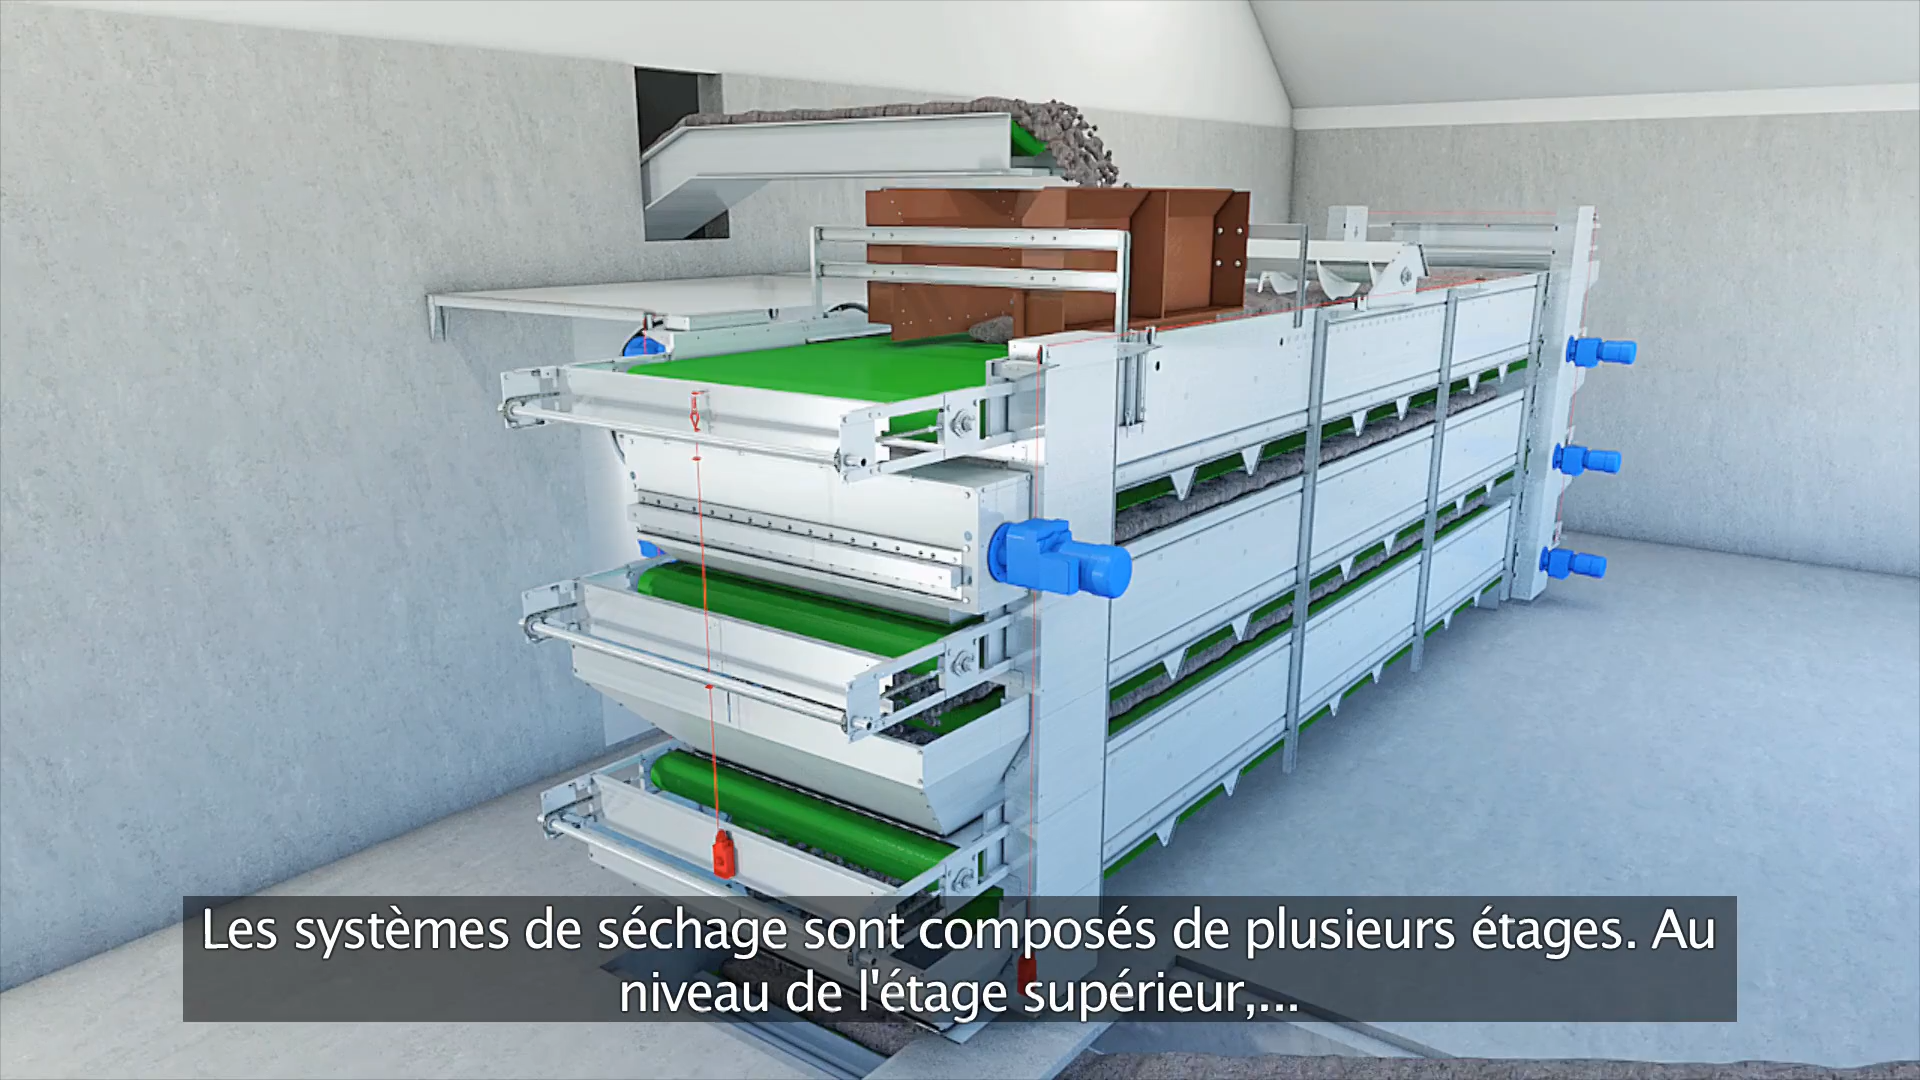 Les systèmes de séchage sont composés de plusieurs étages. Au
niveau de l'étage supérieur,...